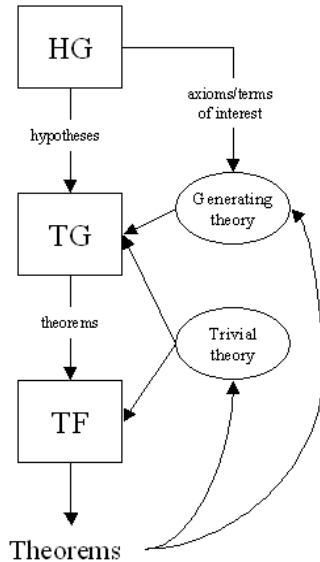 HG
axioms/terms
of interest
hypotheses
Generating
theory
TG
theorems
Trivial
theory
TF
Theorems